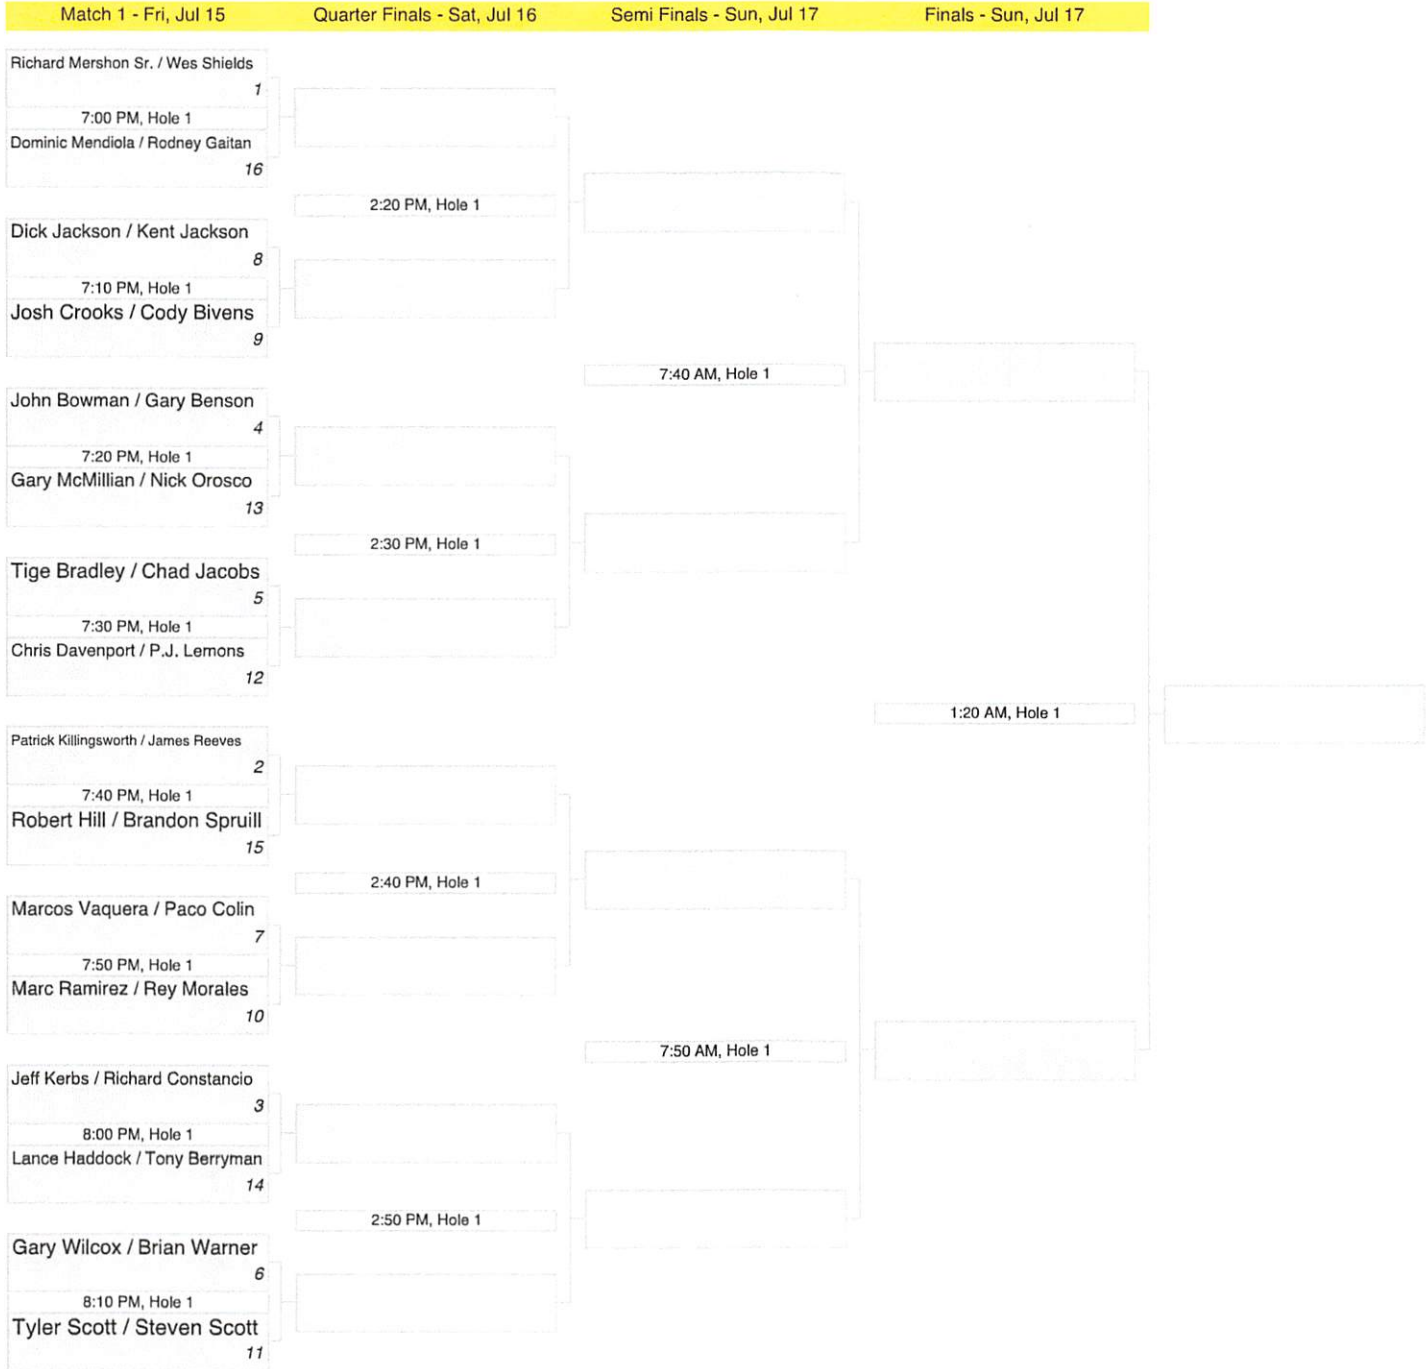 Match 1 - Fri, Jul 15
Quarter Finals - Sat, Jul 16
Semi Finals - Sun, Jul 17
Finals - Sun, Jul 17
Richard Mershon Sr. / Wes Shields
1
7:00 PM, Hole 1
Dominic Mendiola / Rodney Gaitan
16
2:20 PM, Hole 1
Dick Jackson / Kent Jackson
8
7:10 PM, Hole 1
Josh Crooks / Cody Bivens
9
7:40 AM, Hole 1
John Bowman / Gary Benson
4
7:20 PM, Hole 1
Gary McMillian / Nick Orosco
13
2:30 PM, Hole 1
Tige Bradley / Chad Jacobs
5
7:30 PM, Hole 1
Chris Davenport / P.J. Lemons
12
1:20 AM, Hole 1
Patrick Killingsworth / James Reeves
2
7:40 PM, Hole 1
Robert Hill / Brandon Spruill
15
2:40 PM, Hole 1
Marcos Vaquera / Paco Colin
7
7:50 PM, Hole 1
Marc Ramirez / Rey Morales
10
7:50 AM, Hole 1
Jeff Kerbs / Richard Constancio
3
8:00 PM, Hole 1
Lance Haddock / Tony Berryman
14
2:50 PM, Hole 1
Gary Wilcox / Brian Warner
6
8:10 PM, Hole 1
Tyler Scott / Steven Scott
11